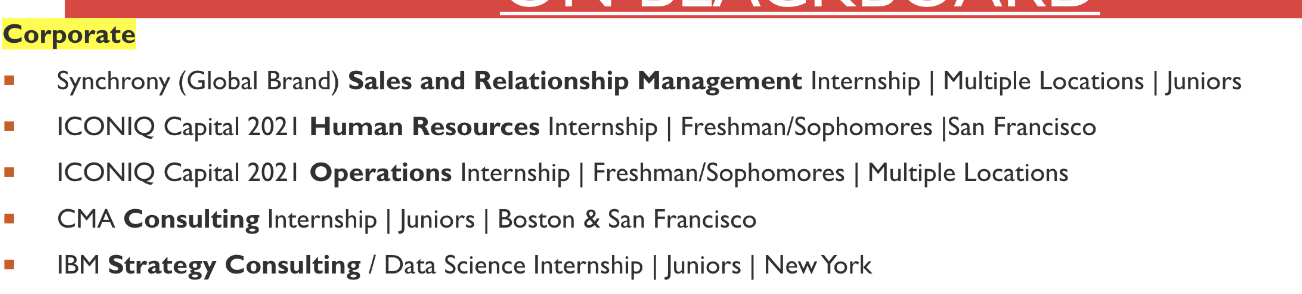 ON BLACKBOARD
Corporate
Synchrony (Global Brand) Sales and Relationship Management Internship | Multiple Locations | Juniors
ICONIQ Capital 2021 Human Resources Internship | Freshman/Sophomores |San Francisco
ICONIQ Capital 2021 Operations Internship | Freshman/Sophomores | Multiple Locations
CMA Consulting Internship | Juniors | Boston & San Francisco
IBM Strategy Consulting / Data Science Internship | Juniors | New York